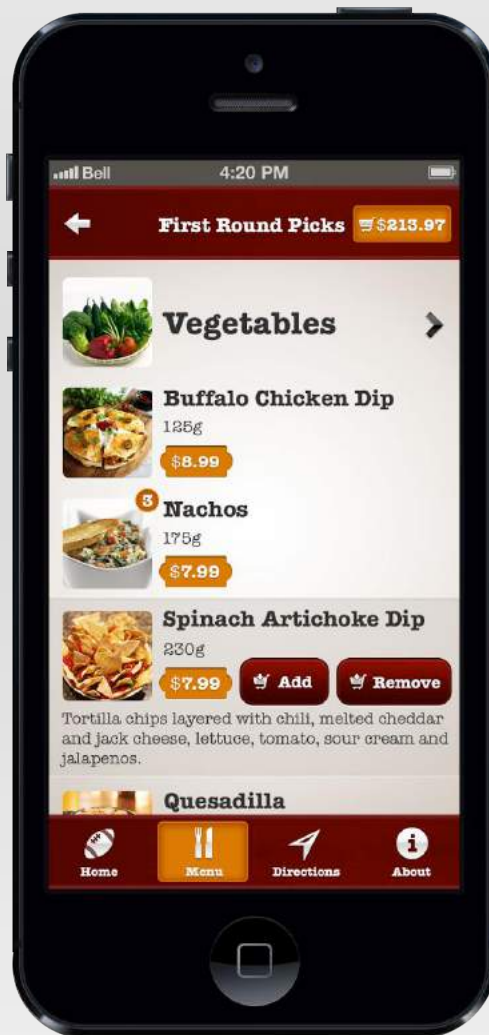 Bell
4:20 PM
First Round Picks
$213.97
Vegetables
Buffalo Chicken Dip
125g
$8.99
3
Nachos
175g
$7.99
Spinach Artichoke Dip
230g
$7.99
Add
Remove
Tortilla chips layered with chili, melted cheddar
and jack cheese, lettuce, tomato, sour cream and
jalapenos.
Quesadilla
Home
Menu
Directions
About